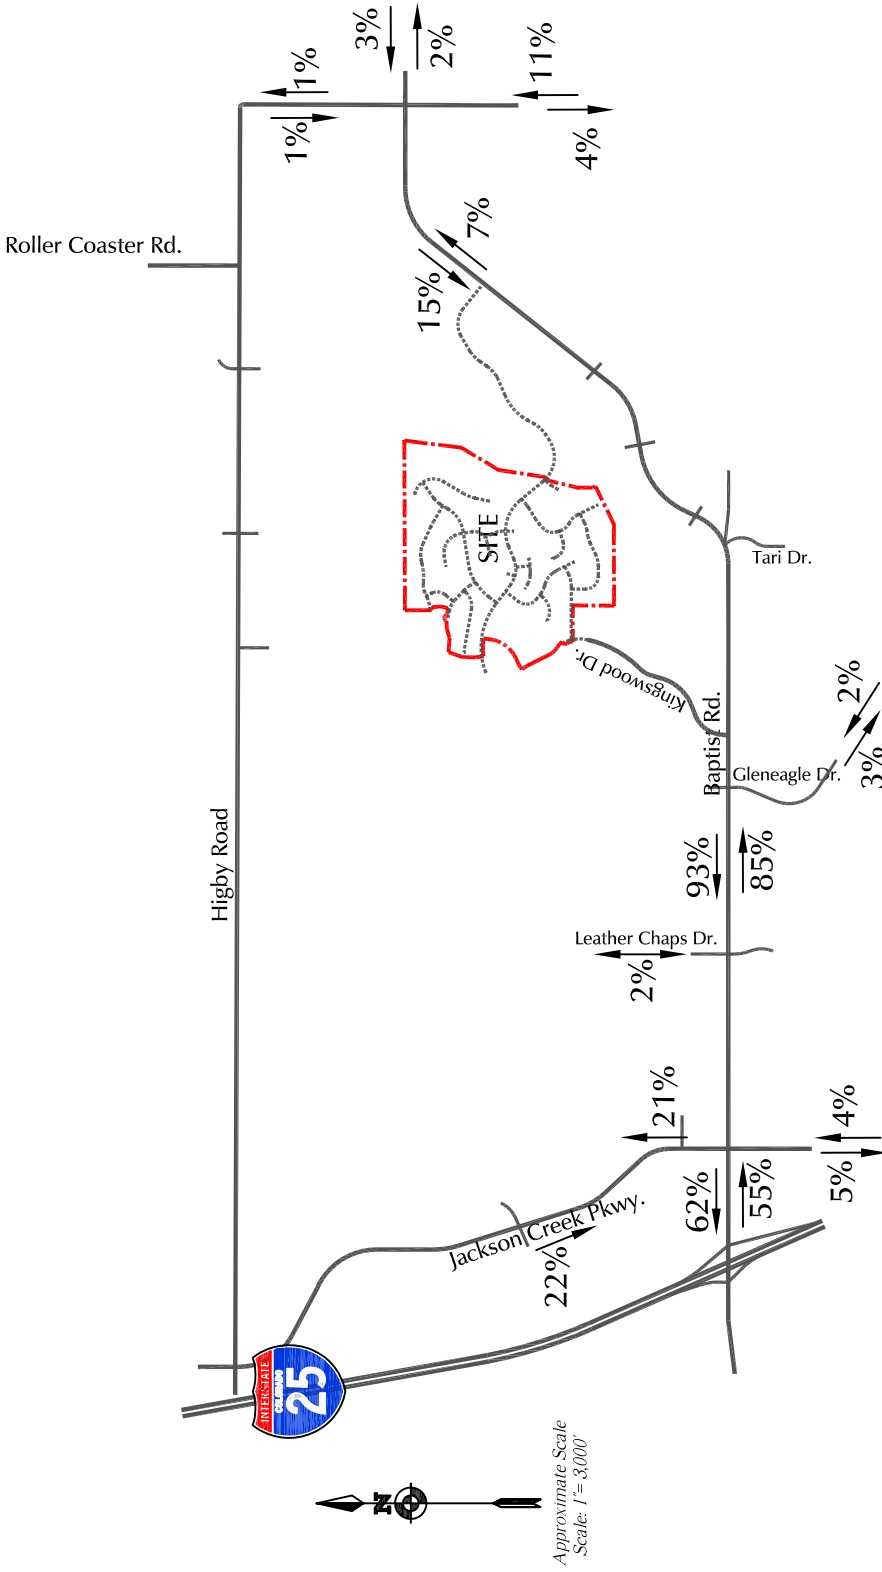 3%
2%
1%
1%
11%
4%
Roller Coaster Rd.
7%
15%
SITE
Tari Dr.
Kingswood Dr.
Baptist Rd.
Gleneagle Dr.
2%
3%
Higby Road
93%
85%
Leather Chaps Dr.
2%
21%
4%
5%
62%
55%
Jackson Creek Pkwy.
22%
INTERSTATE
COLORADO
25
N
Approximate Scale
Scale: 1"= 3,000'